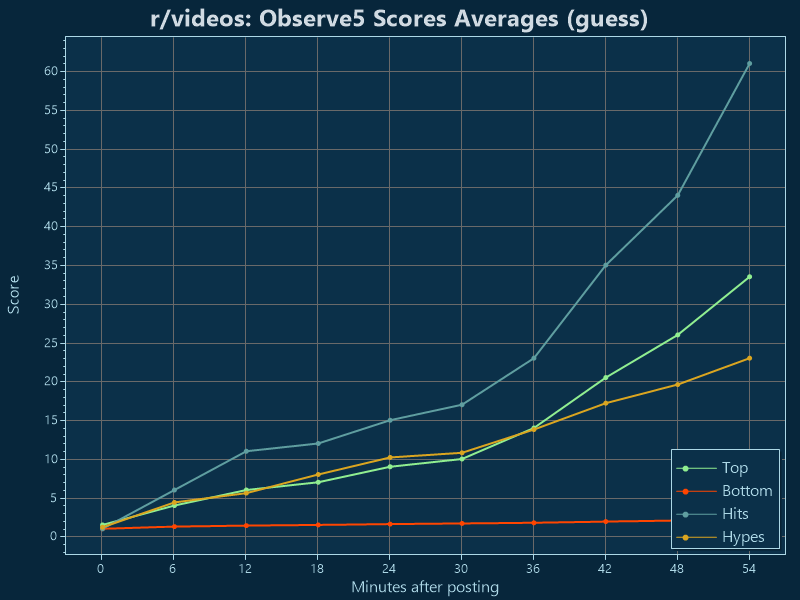 r/videos: Observe5 Scores Averages (guess)
60
55
50
45
40
35
30
25
20
15
10
5
0
Score
0 6 12 18 24 30 36 42 48 54
Minutes after posting
Top
Bottom
Hits
Hypes